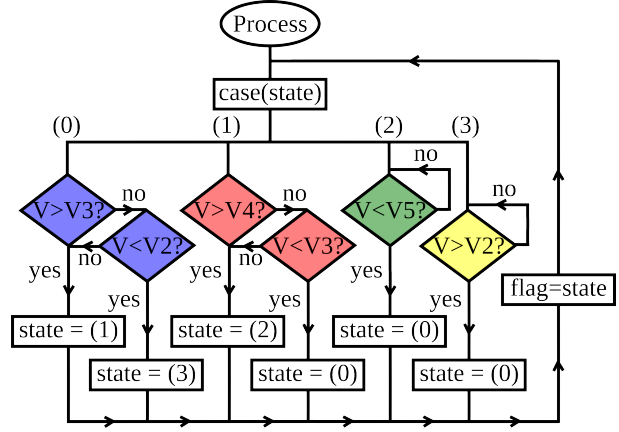 Process
case(state)
(0)
(1)
(2)
(3)
no
V>V3?
no
V<V2?
yes
yes
no
V>V4?
no
V<V3?
yes
yes
no
V<V5?
yes
no
V>V2?
yes
flag=state
state = (1)
state = (2)
state = (0)
state = (3)
state = (0)
state = (0)